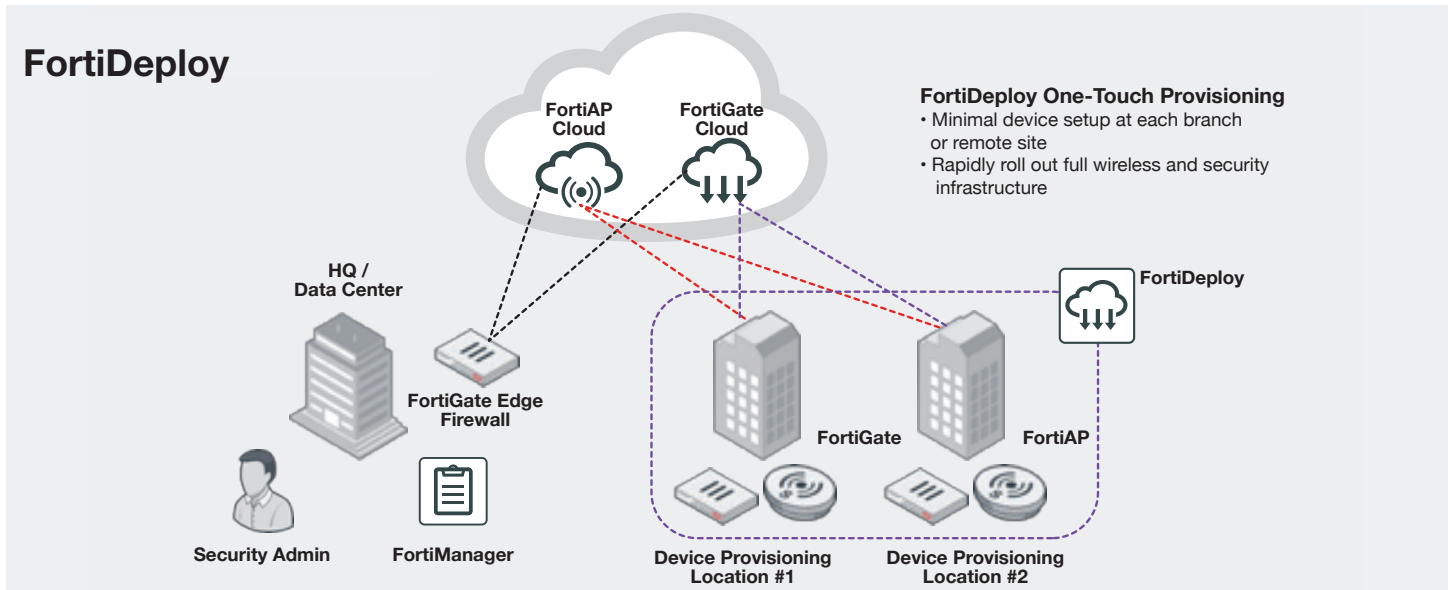 FortiDeploy
FortiAP
Cloud
FortiGate
Cloud
FortiDeploy One-Touch Provisioning
• Minimal device setup at each branch
or remote site
• Rapidly roll out full wireless and security
infrastructure
HQ /
Data Center
FortiDeploy
FortiGate Edge
Firewall
FortiGate
FortiAP
Security Admin
FortiManager
Device Provisioning
Location #1
Device Provisioning
Location #2